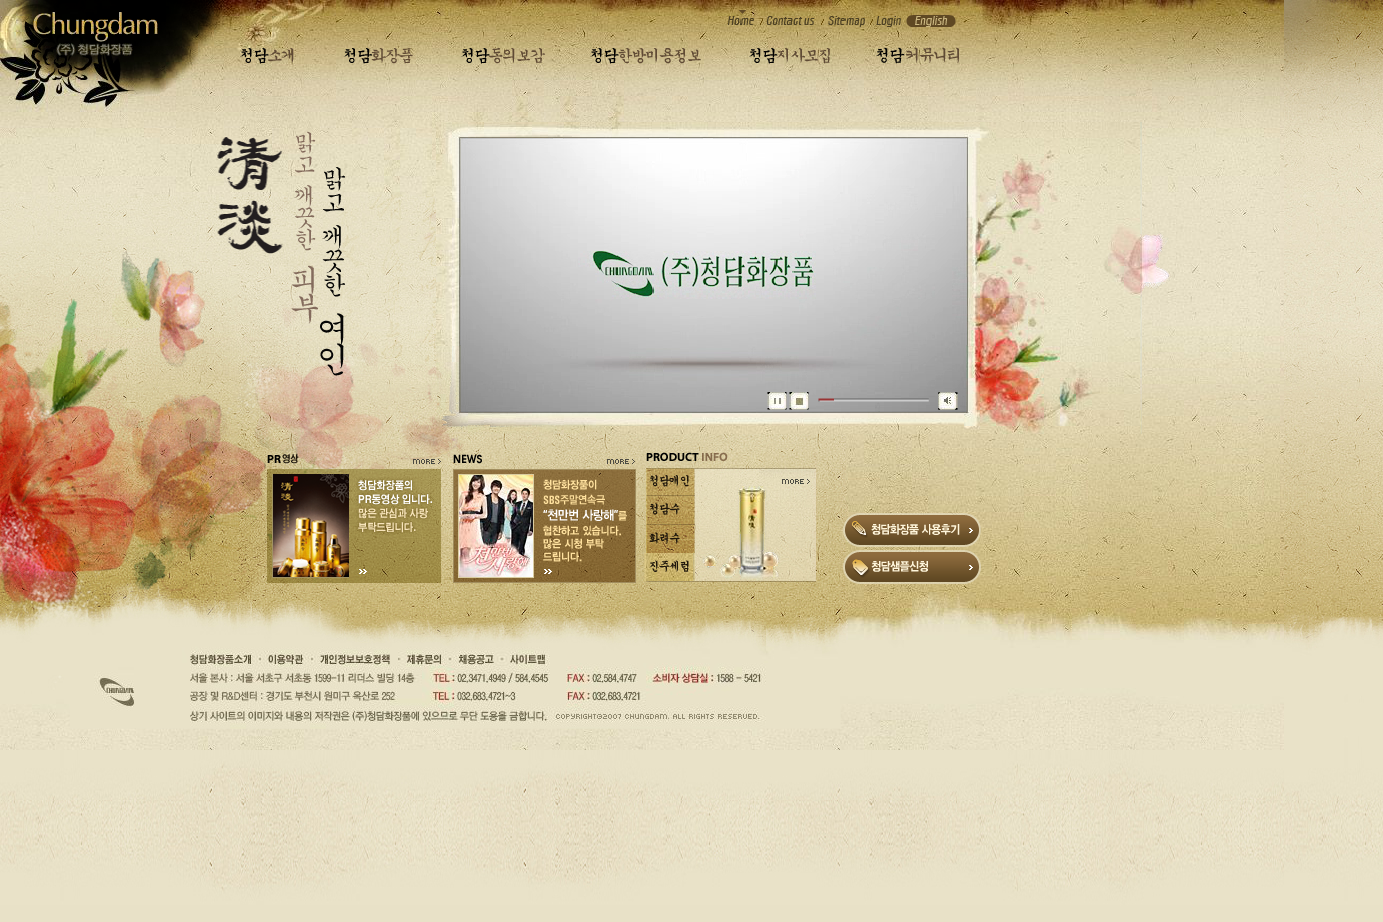 Chungdam
(주) 청담화장품
Home / Contact us / Sitemap / Login English
청담소개 청담화장품 청담동의보감 청담한방미용정보 청담지사모집 청담커뮤니티
清淡
맑고 깨끗한 피부
맑고 깨끗한 여인
CHUNGDAM (주)청담화장품
PR영상 MORE
清淡
청담화장품의
PR동영상 입니다.
많은 관심과 사랑
부탁드립니다.
NEWS MORE
천만번 사랑해
청담화장품이
SBS주말연속극
“천만번 사랑해”를
협찬하고 있습니다.
많은 시청 부탁
드립니다.
PRODUCT INFO
MORE
청담매인
청담수
화려수
진주세럼
청담화장품 사용후기
청담샘플신청
청담화장품소개 · 이용약관 · 개인정보보호정책 · 제휴문의 · 채용공고 · 사이트맵
CHUNGDAM
서울 본사 : 서울 서초구 서초동 1599-11 리더스 빌딩 14층 TEL : 02.3471.4949 / 584.4545 FAX : 02.584.4747 소비자 상담실 : 1588 - 5421
공장 및 R&D센터 : 경기도 부천시 원미구 옥산로 252 TEL : 032.683.4721~3 FAX : 032.683.4721
상기 사이트의 이미지와 내용의 저작권은 (주)청담화장품에 있으므로 무단 도용을 금합니다. COPYRIGHT©2007 CHUNGDAM. ALL RIGHTS RESERVED.